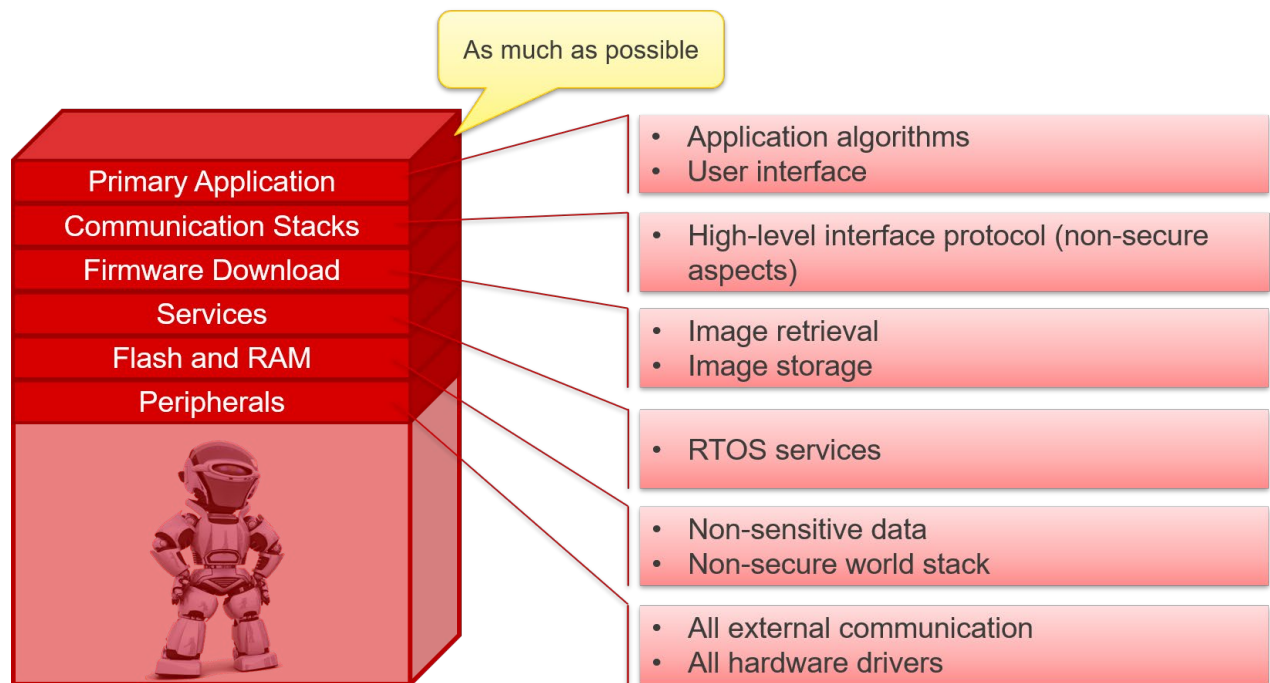 As much as possible
Primary Application
Communication Stacks
Firmware Download
Services
Flash and RAM
Peripherals
• Application algorithms
• User interface
• High-level interface protocol (non-secure
aspects)
• Image retrieval
• Image storage
• RTOS services
• Non-sensitive data
• Non-secure world stack
• All external communication
• All hardware drivers